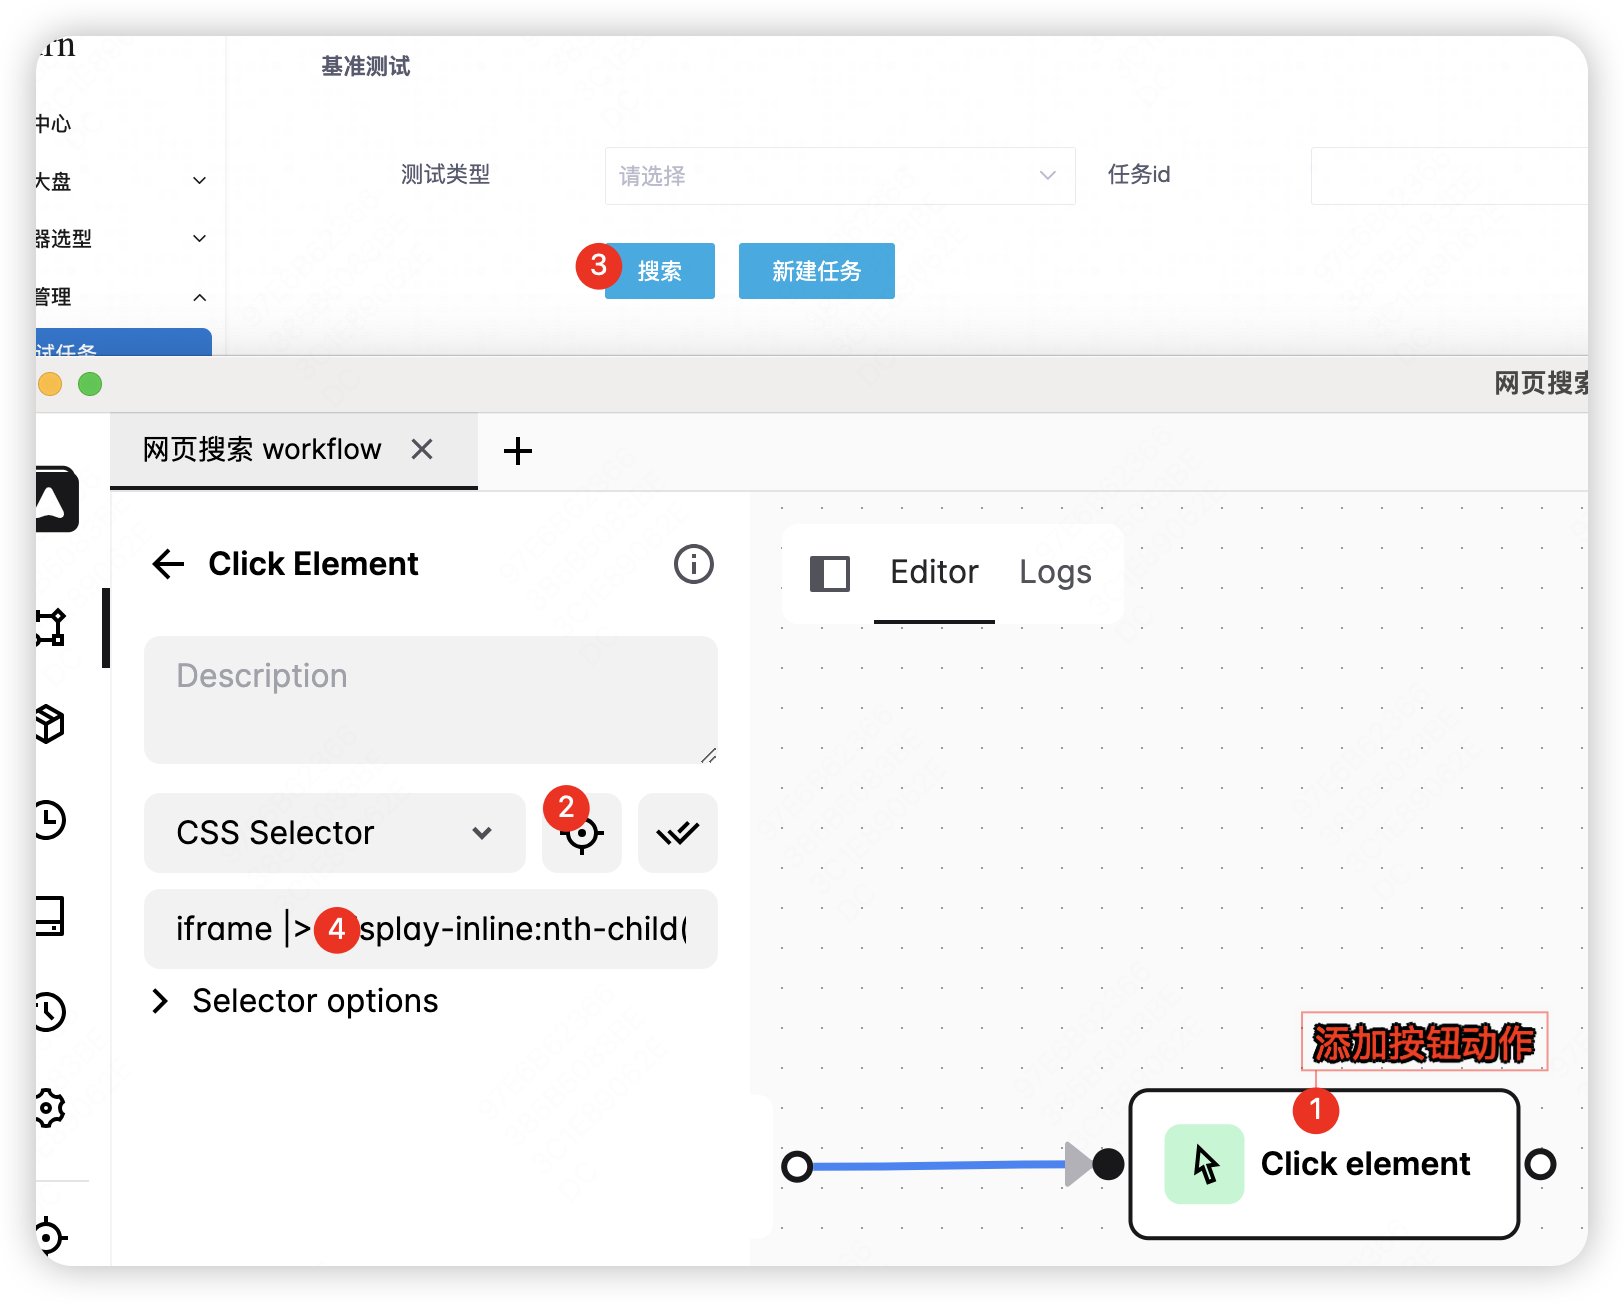 基准测试
中心
大盘
器选型
管理
试任务
测试类型
请选择
任务id
3
搜索
新建任务
网页搜索
网页搜索 workflow
Click Element
Description
CSS Selector
2
iframe |>
4
splay-inline:nth-child(
Selector options
Editor
Logs
添加按钮动作
1
Click element